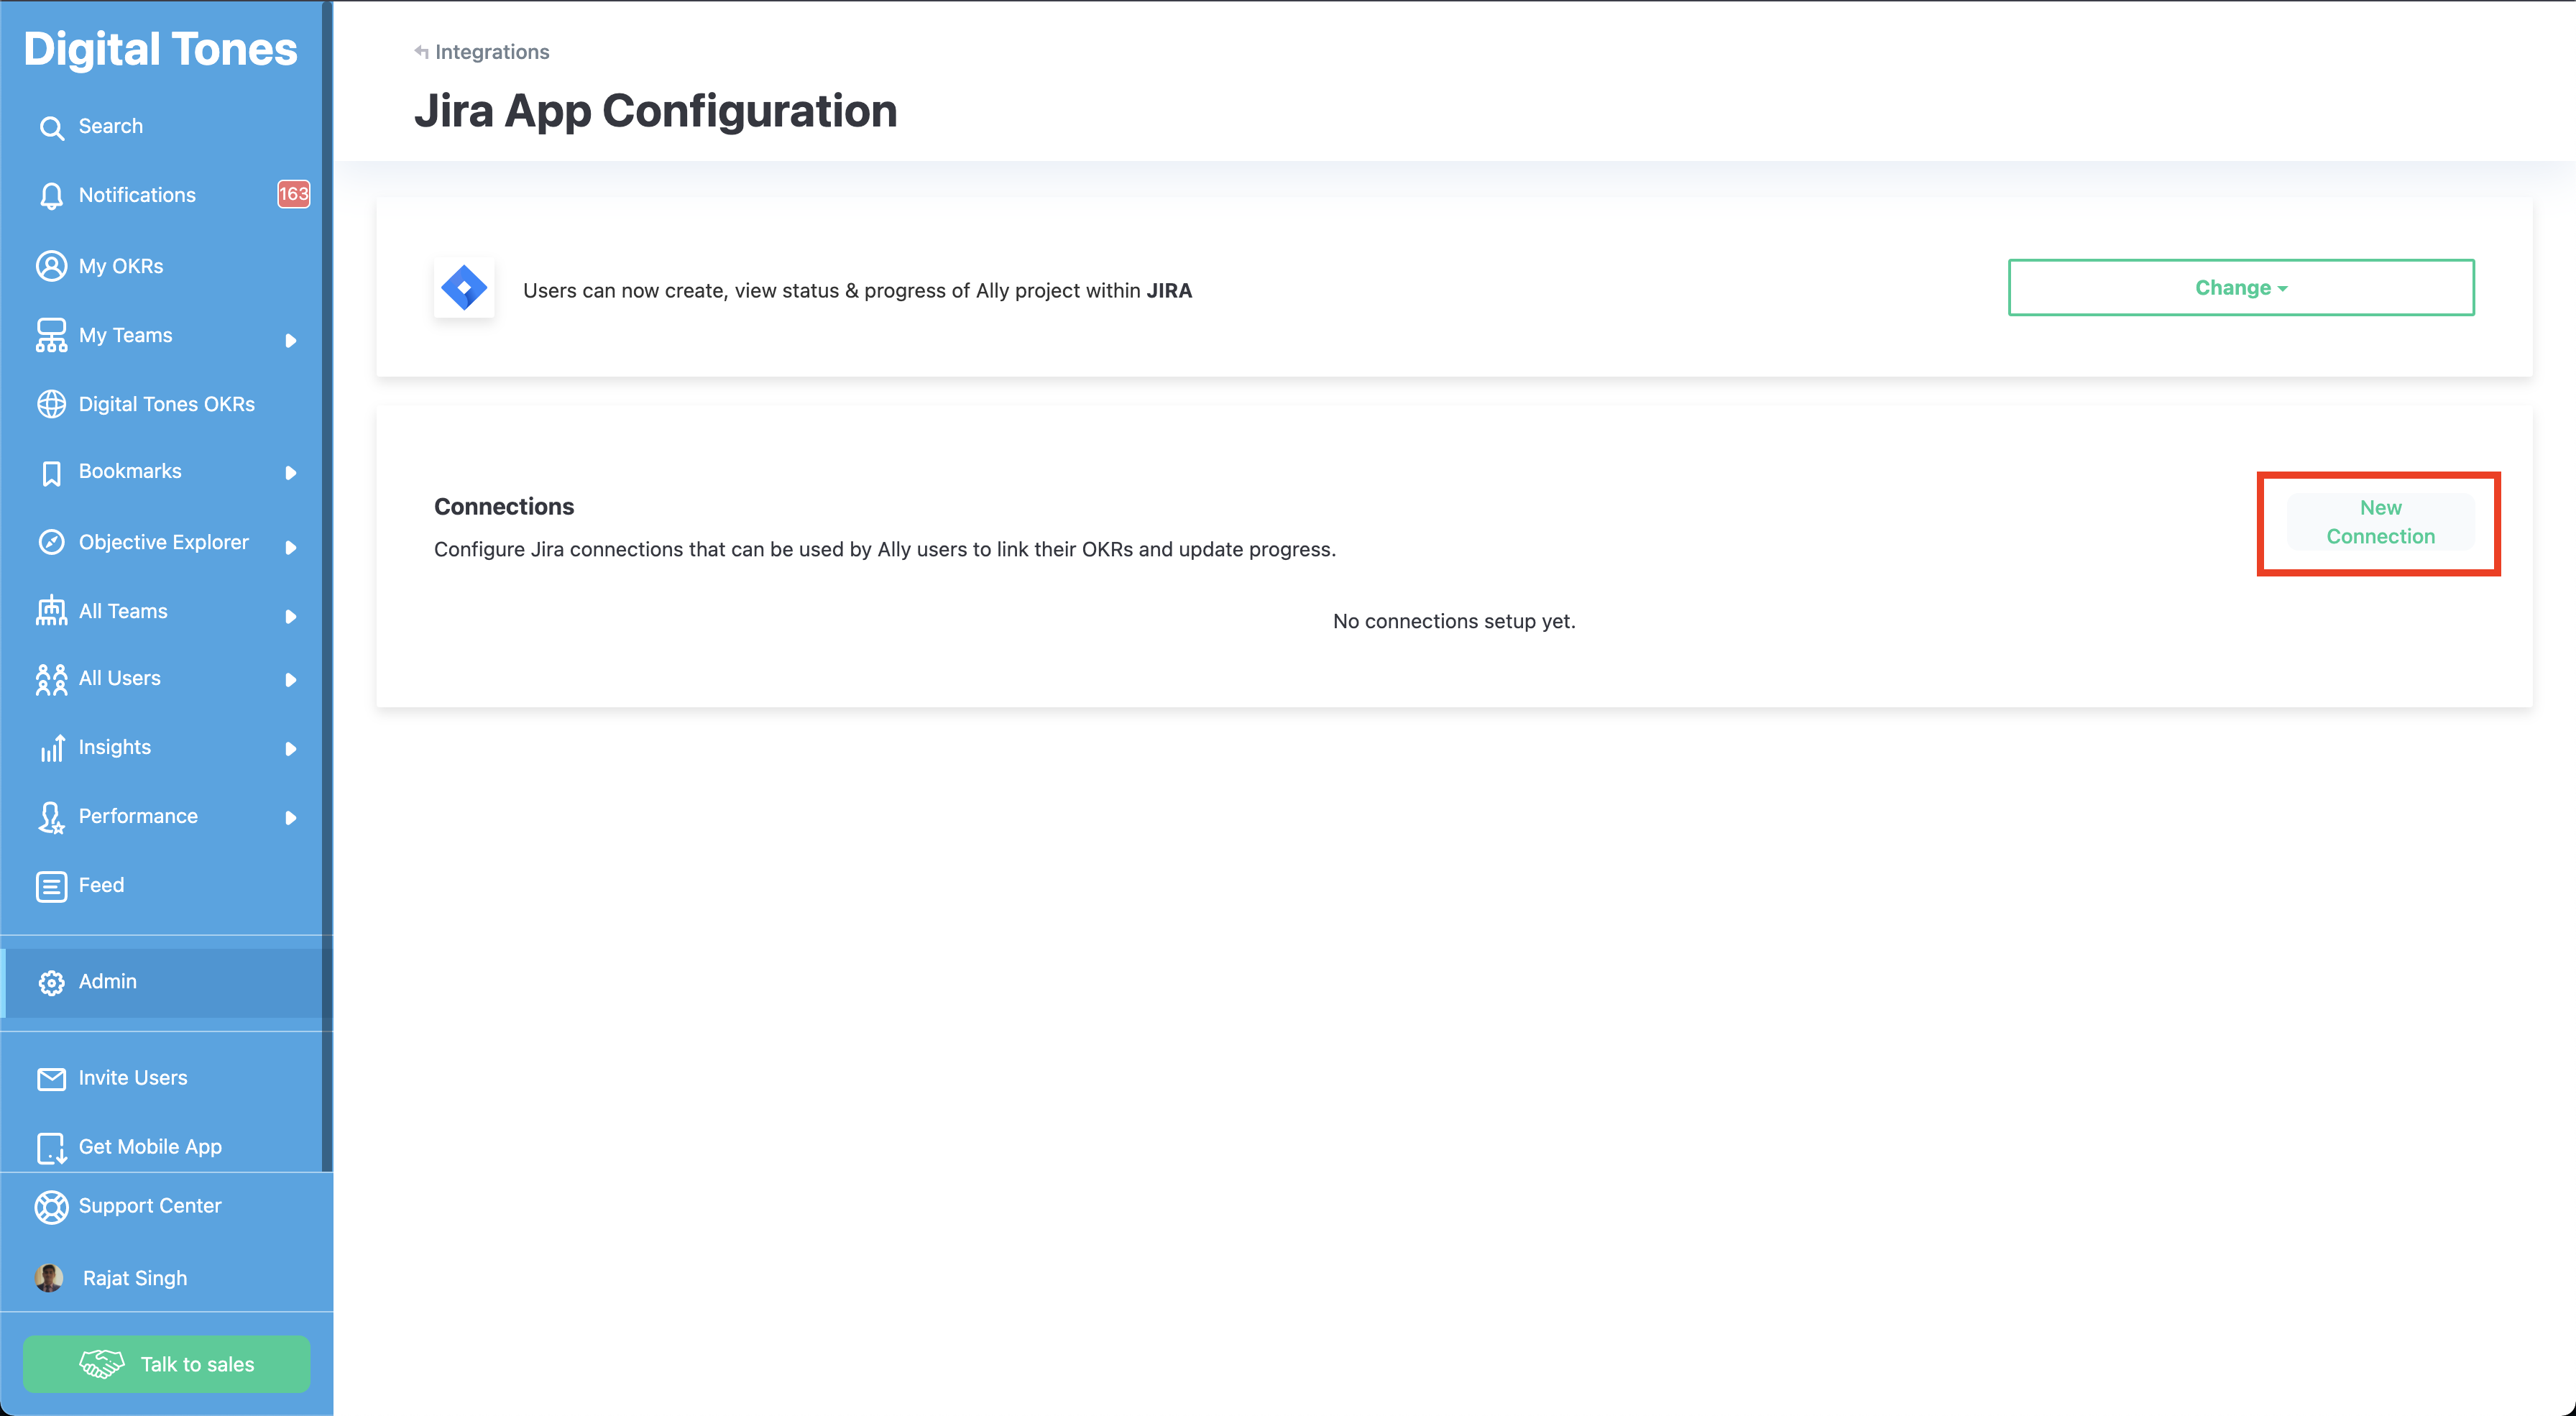 Digital Tones
Search
Notifications 163
My OKRs
My Teams
Digital Tones OKRs
Bookmarks
Objective Explorer
All Teams
All Users
Insights
Performance
Feed
Admin
Invite Users
Get Mobile App
Support Center
Rajat Singh
Talk to sales
Integrations
Jira App Configuration
Users can now create, view status & progress of Ally project within JIRA
Change
Connections
Configure Jira connections that can be used by Ally users to link their OKRs and update progress.
New
Connection
No connections setup yet.